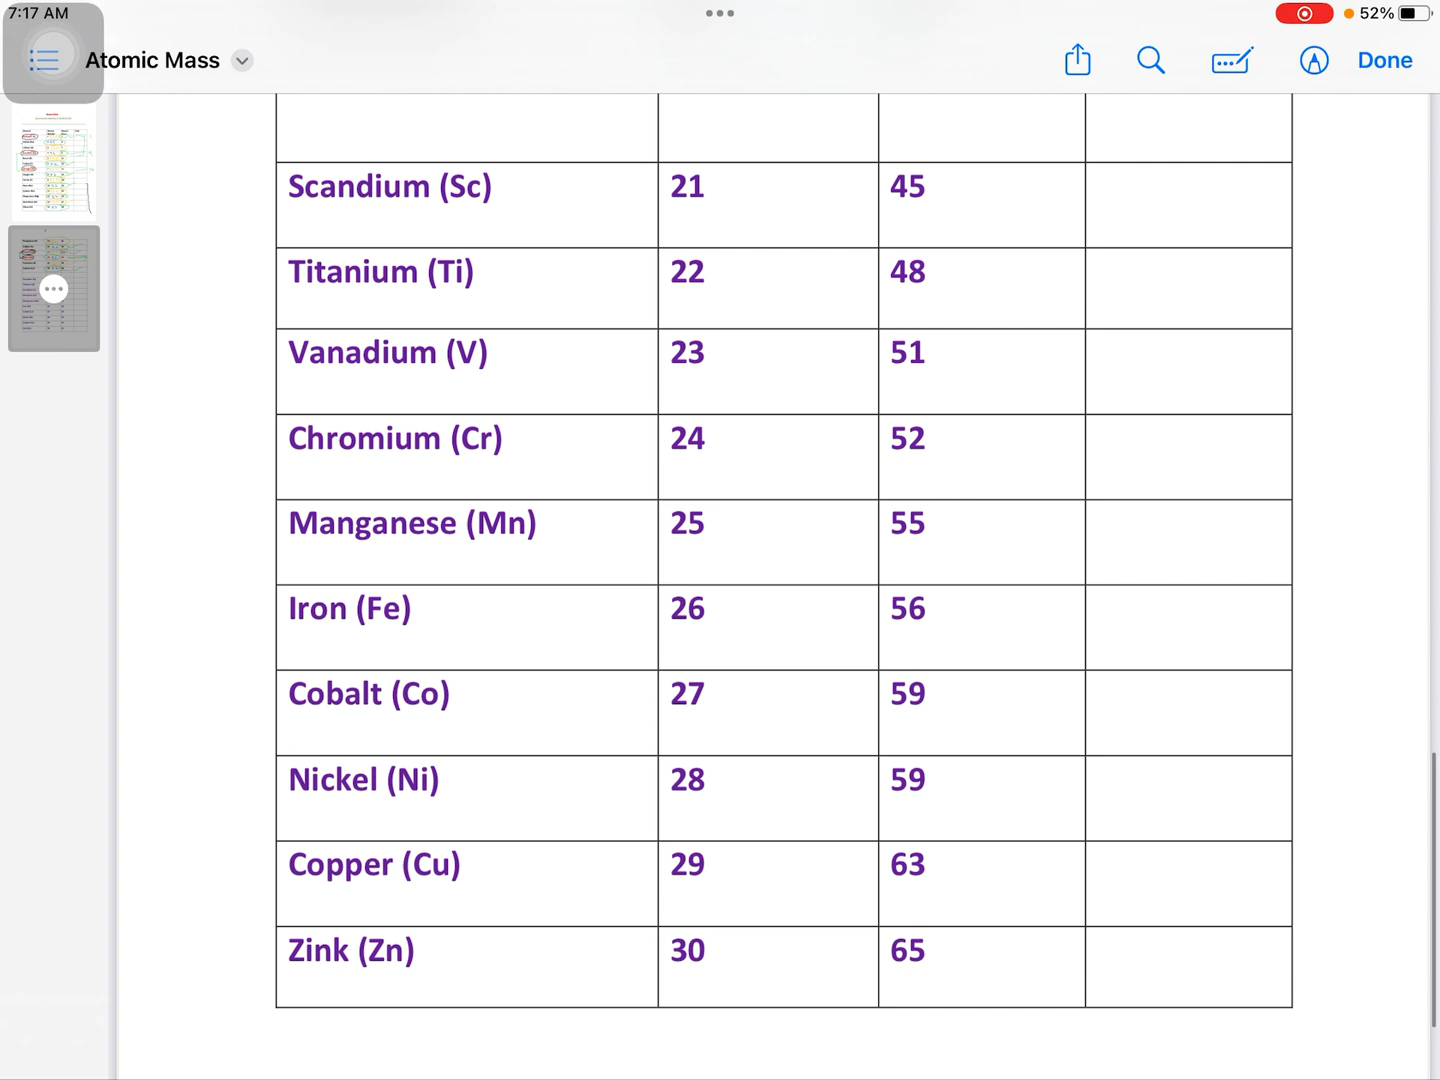 7:17 AM
52%
Atomic Mass
Done
Scandium (Sc) 21 45
Titanium (Ti) 22 48
Vanadium (V) 23 51
Chromium (Cr) 24 52
Manganese (Mn) 25 55
Iron (Fe) 26 56
Cobalt (Co) 27 59
Nickel (Ni) 28 59
Copper (Cu) 29 63
Zink (Zn) 30 65